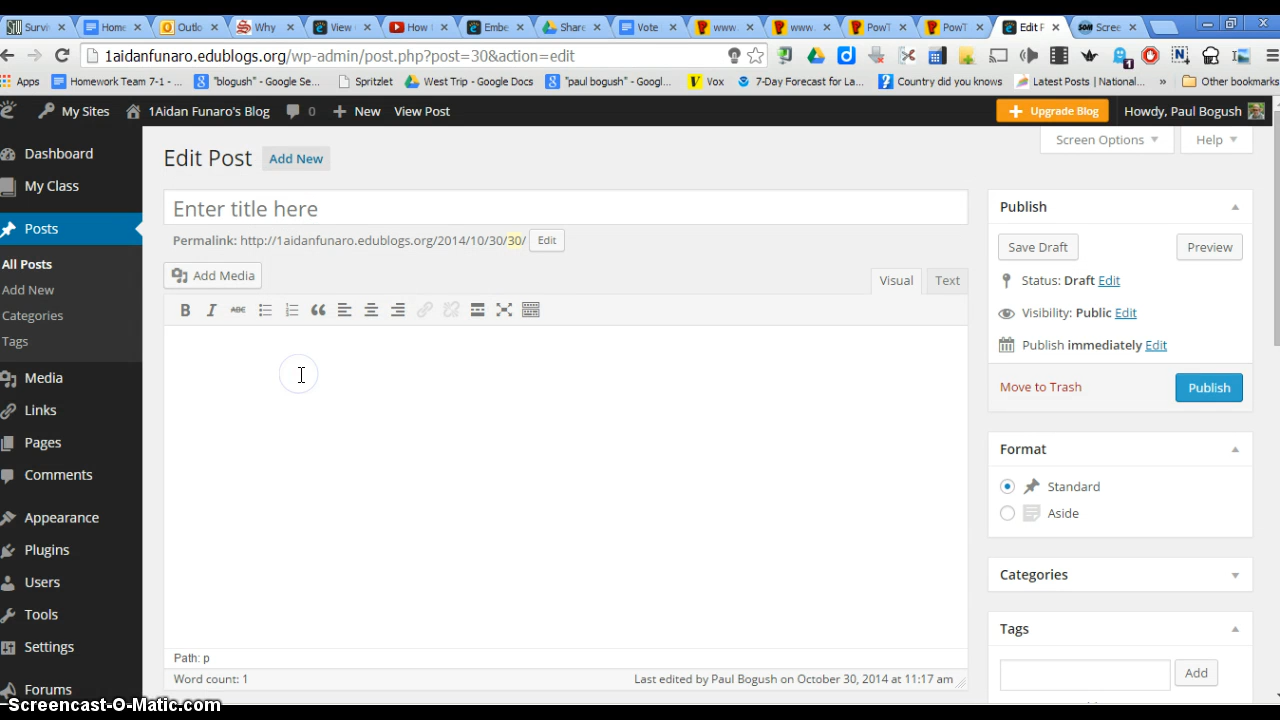 Survi
Home
Outlo
Why
View
How
Embe
Share
Vote
www.
www.
PowT
PowT
Edit P
Scree
1aidanfunaro.edublogs.org/wp-admin/post.php?post=30&action=edit
Apps
Homework Team 7-1 - ...
"blogush" - Google Se...
Spritzlet
West Trip - Google Docs
"paul bogush" - Googl...
Vox
7-Day Forecast for La...
Country did you knows
Latest Posts | National...
»
Other bookmarks
My Sites
1Aidan Funaro's Blog
0
New
View Post
Upgrade Blog
Howdy, Paul Bogush
Dashboard
My Class
Posts
All Posts
Add New
Categories
Tags
Media
Links
Pages
Comments
Appearance
Plugins
Users
Tools
Settings
Forums
Edit Post
Add New
Screen Options
Help
Enter title here
Permalink: http://1aidanfunaro.edublogs.org/2014/10/30/30/ Edit
Add Media
Visual
Text
B I ABC
Path: p
Word count: 1
Last edited by Paul Bogush on October 30, 2014 at 11:17 am
Publish
Save Draft
Preview
Status: Draft Edit
Visibility: Public Edit
Publish immediately Edit
Move to Trash
Publish
Format
Standard
Aside
Categories
Tags
Add
Screencast-O-Matic.com